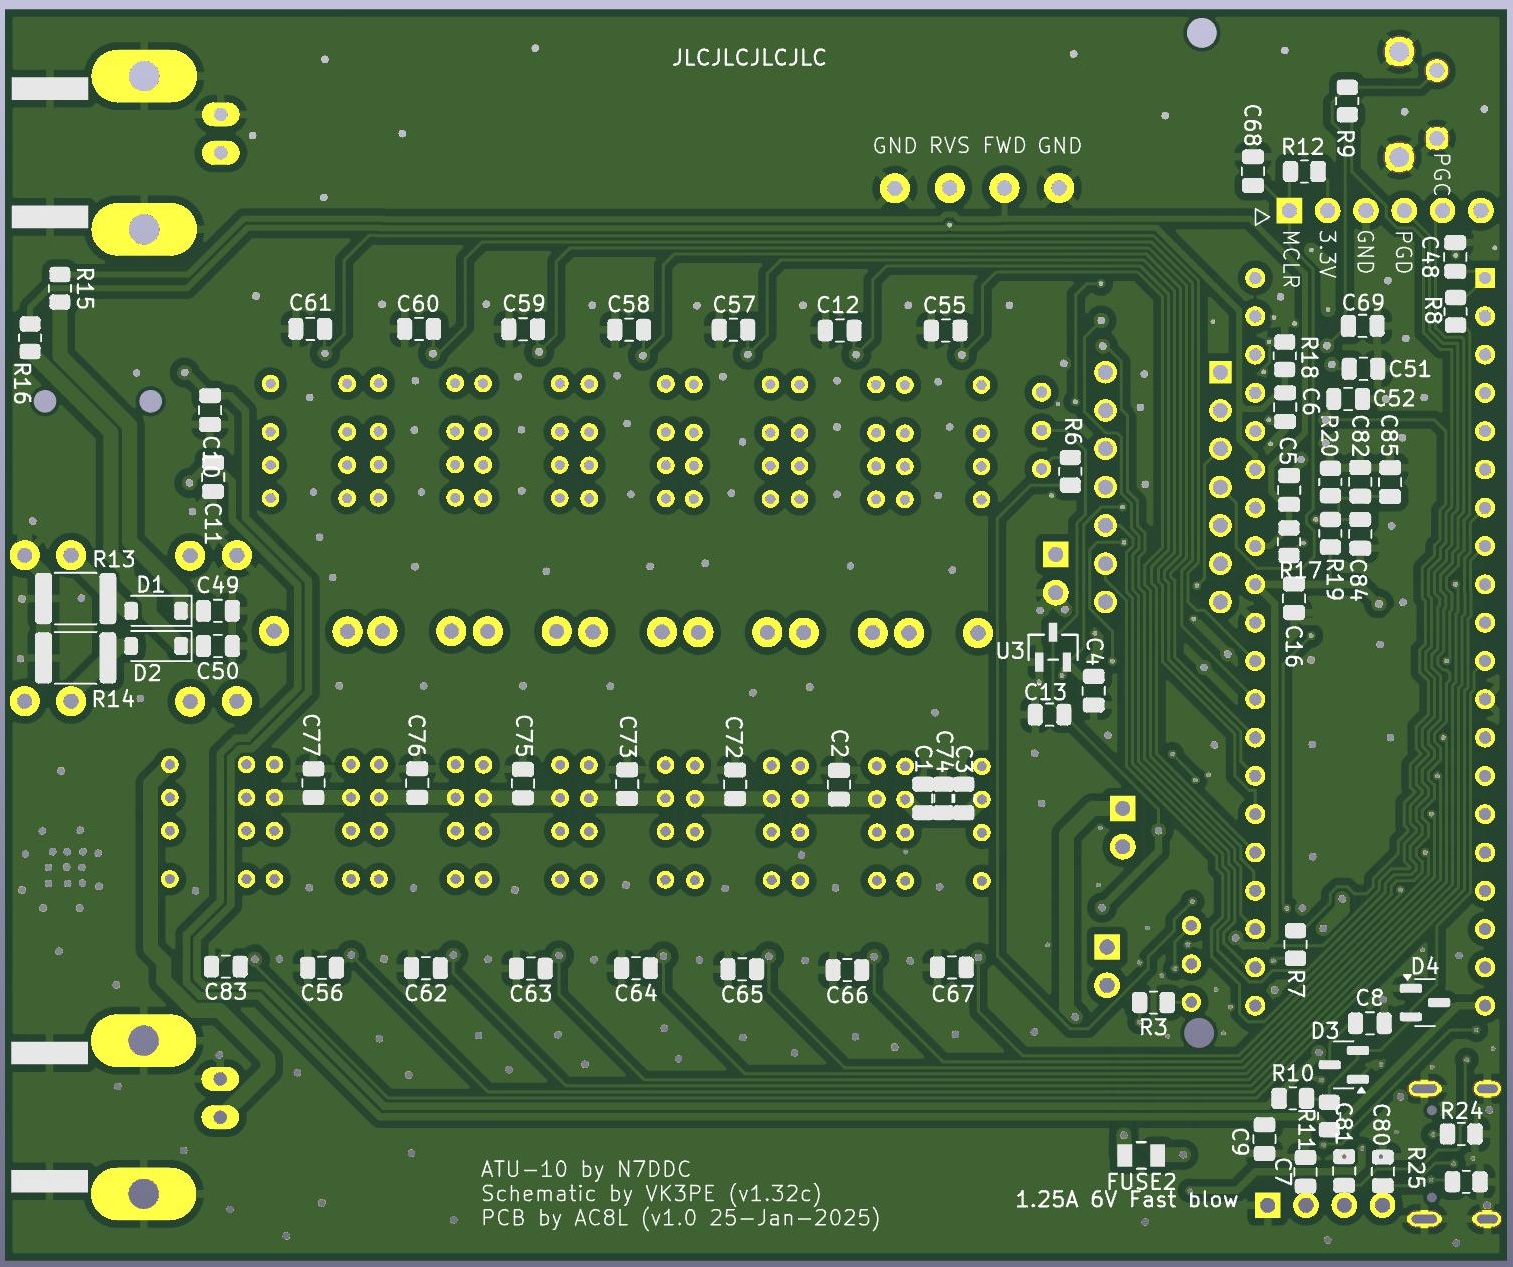 JLCJLCJLCJLC
GND RVS FWD GND
C68
R12
R9
PGC
MCLR
3.3V
GND
PGD
C48
R8
R15
R16
C61
C60
C59
C58
C57
C12
C55
C69
R18
C51
C6
C52
C10
C11
R6
C5
R20
C82
C85
R13
D1
C49
R17
R19
C84
D2
C50
R14
U3
C4
C13
C16
C77
C76
C75
C73
C72
C2
C1
C74
C3
C83
C56
C62
C63
C64
C65
C66
C67
R3
R7
D4
C8
D3
R10
R11
C81
C80
R24
C9
C7
R25
FUSE2
1.25A 6V Fast blow
ATU-10 by N7DDC
Schematic by VK3PE (v1.32c)
PCB by AC8L (v1.0 25-Jan-2025)